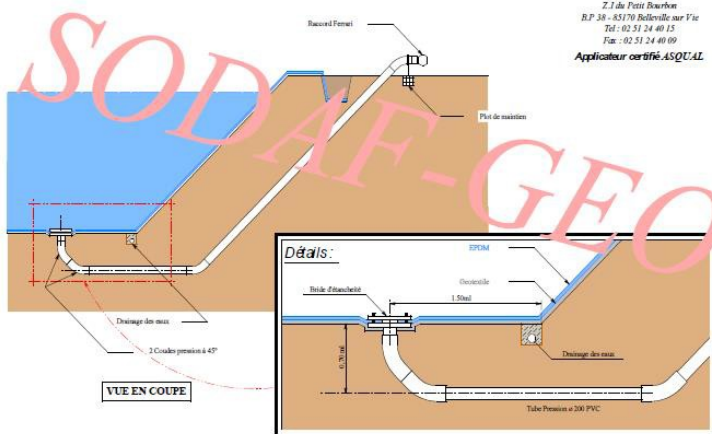 Z.I du Petit Bourbon
B.P 38 - 85170 Belleville sur Vie
Tel : 02 51 24 40 15
Fax : 02 51 24 40 09
Applicateur certifié ASQUAL
Raccord Ferrari
SODAF-GEO
Plot de maintien
Détails :
EPDM
Géotextile
Bride d'étanchéité
1.50ml
Drainage des eaux
2 Coudes pression à 45°
0,70 ml
Drainage des eaux
VUE EN COUPE
Tube Pression ø 200 PVC